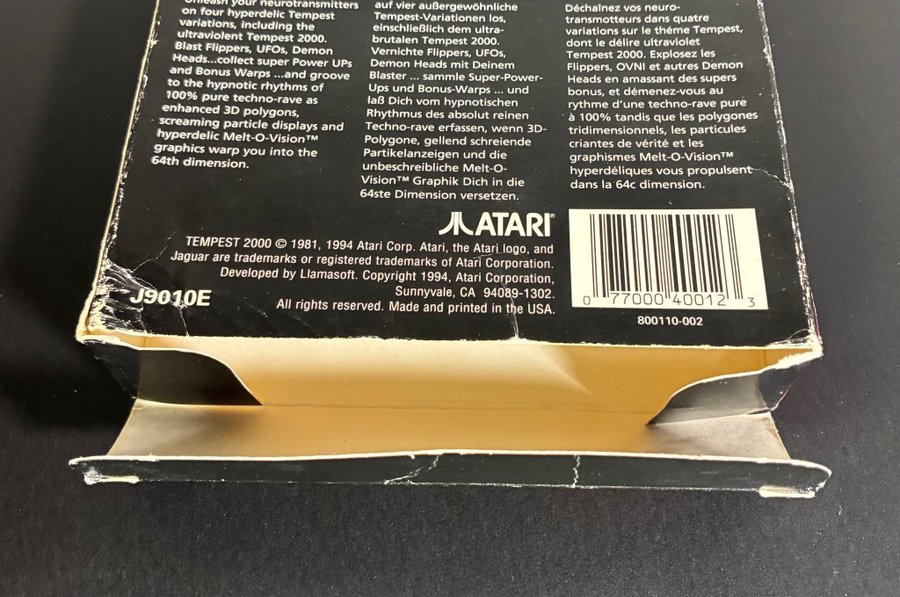 Unleash your neurotransmitters
on four hyperdelic Tempest
variations, including the
ultraviolent Tempest 2000.
Blast Flippers, UFOs, Demon
Heads...collect super Power UPs
and Bonus Warps ...and groove
to the hypnotic rhythms of
100% pure techno-rave as
enhanced 3D polygons,
screaming particle displays and
hyperdelic Melt-O-Vision™
graphics warp you into the
64th dimension.
auf vier außergewöhnliche
Tempest-Variationen los,
einschließlich dem ultra-
brutalen Tempest 2000.
Vernichte Flippers, UFOs,
Demon Heads mit Deinem
Blaster ... sammle Super-Power-
Ups und Bonus-Warps ... und
laß Dich vom hypnotischen
Rhythmus des absolut reinen
Techno-rave erfassen, wenn 3D-
Polygone, gellend schreiende
Partikelanzeigen und die
unbeschreibliche Melt-O-
Vision™ Graphik Dich in die
64ste Dimension versetzen.
Déchaînez vos neuro-
transmotteurs dans quatre
variations sur le thème Tempest,
dont le délire ultraviolet
Tempest 2000. Explosez les
Flippers, OVNI et autres Demon
Heads en amassant des supers
bonus, et démenez-vous au
rythme d'une techno-rave pure
à 100% tandis que les polygones
tridimensionnels, les particules
criantes de vérité et les
graphismes Melt-O-Vision™
hyperdéliques vous propulsent
dans la 64c dimension.
ATARI®
TEMPEST 2000 © 1981, 1994 Atari Corp. Atari, the Atari logo, and
Jaguar are trademarks or registered trademarks of Atari Corporation.
Developed by Llamasoft. Copyright 1994, Atari Corporation,
Sunnyvale, CA 94089-1302.
All rights reserved. Made and printed in the USA.
J9010E
0 77000 40012 3
800110-002